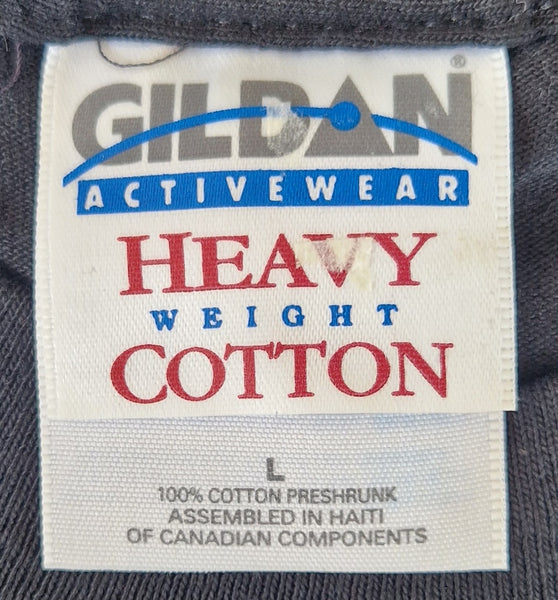 GILDAN®
ACTIVEWEAR
HEAVY
WEIGHT
COTTON
L
100% COTTON PRESHRUNK
ASSEMBLED IN HAITI
OF CANADIAN COMPONENTS